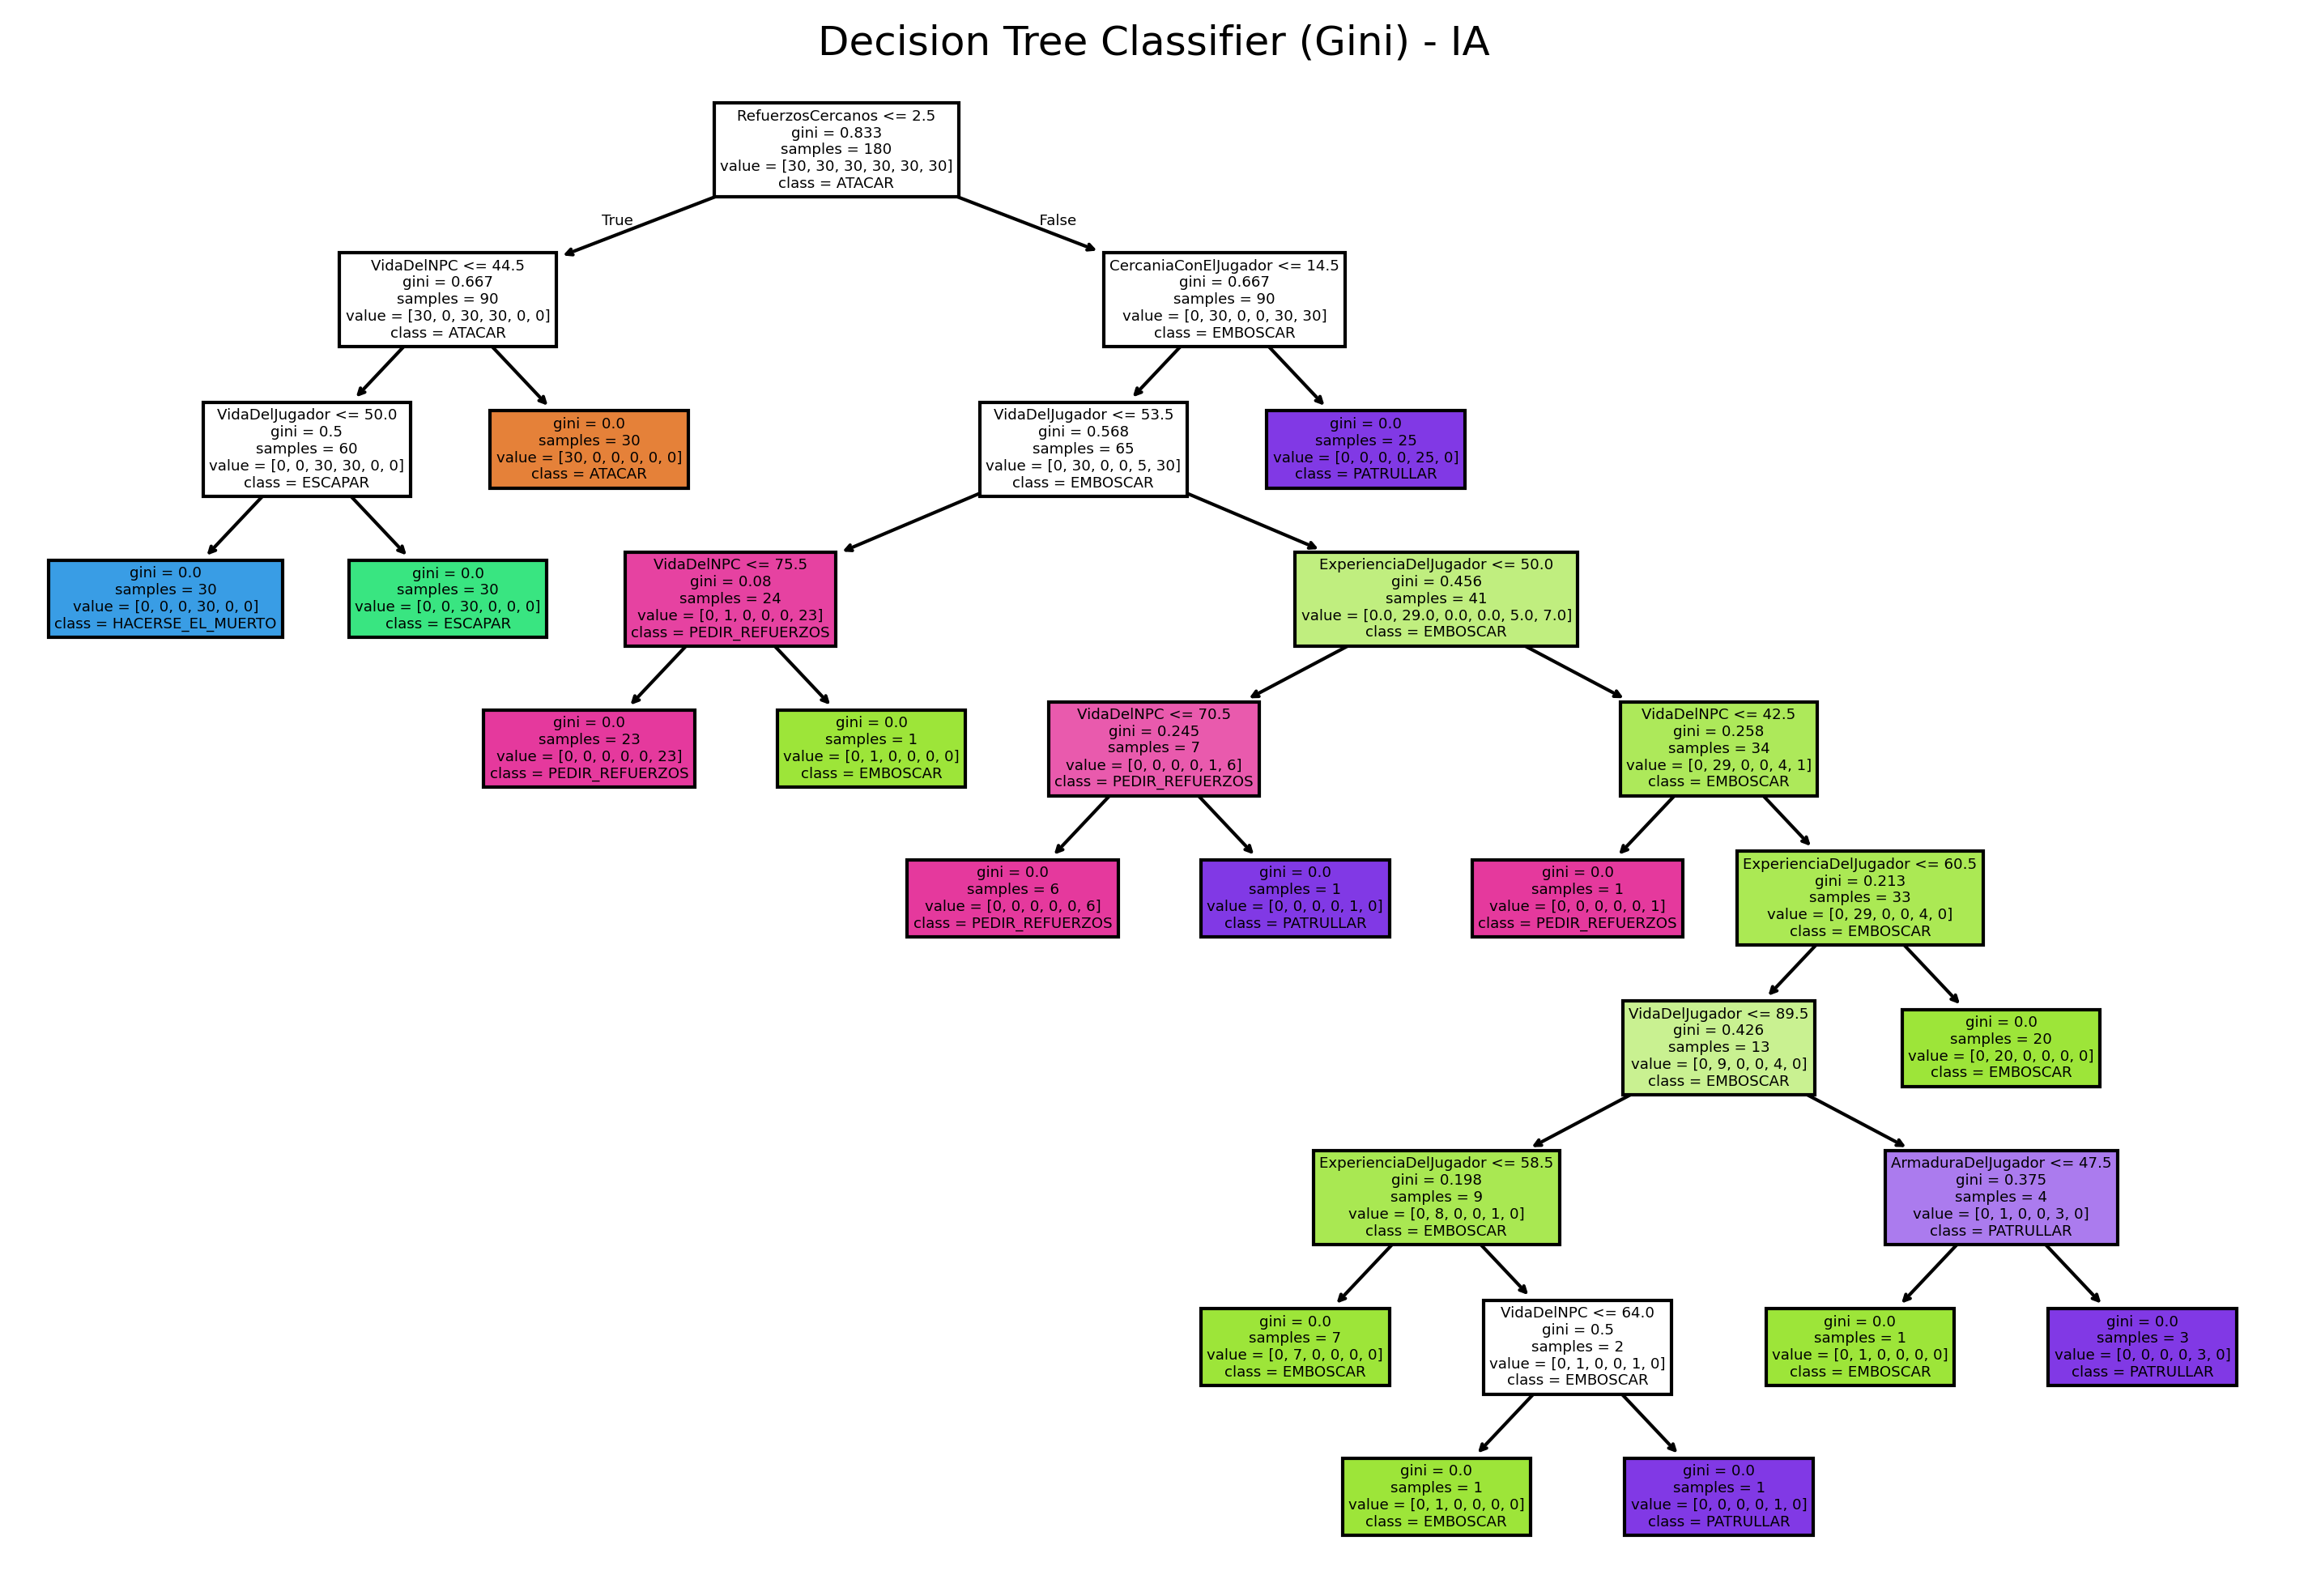 Decision Tree Classifier (Gini) - IA
RefuerzosCercanos <= 2.5
gini = 0.833
samples = 180
value = [30, 30, 30, 30, 30, 30]
class = ATACAR
True
False
VidaDelNPC <= 44.5
gini = 0.667
samples = 90
value = [30, 0, 30, 30, 0, 0]
class = ATACAR
CercaniaConElJugador <= 14.5
gini = 0.667
samples = 90
value = [0, 30, 0, 0, 30, 30]
class = EMBOSCAR
VidaDelJugador <= 50.0
gini = 0.5
samples = 60
value = [0, 0, 30, 30, 0, 0]
class = ESCAPAR
gini = 0.0
samples = 30
value = [30, 0, 0, 0, 0, 0]
class = ATACAR
VidaDelJugador <= 53.5
gini = 0.568
samples = 65
value = [0, 30, 0, 0, 5, 30]
class = EMBOSCAR
gini = 0.0
samples = 25
value = [0, 0, 0, 0, 25, 0]
class = PATRULLAR
gini = 0.0
samples = 30
value = [0, 0, 0, 30, 0, 0]
class = HACERSE_EL_MUERTO
gini = 0.0
samples = 30
value = [0, 0, 30, 0, 0, 0]
class = ESCAPAR
VidaDelNPC <= 75.5
gini = 0.08
samples = 24
value = [0, 1, 0, 0, 0, 23]
class = PEDIR_REFUERZOS
ExperienciaDelJugador <= 50.0
gini = 0.456
samples = 41
value = [0.0, 29.0, 0.0, 0.0, 5.0, 7.0]
class = EMBOSCAR
gini = 0.0
samples = 23
value = [0, 0, 0, 0, 0, 23]
class = PEDIR_REFUERZOS
gini = 0.0
samples = 1
value = [0, 1, 0, 0, 0, 0]
class = EMBOSCAR
VidaDelNPC <= 70.5
gini = 0.245
samples = 7
value = [0, 0, 0, 0, 1, 6]
class = PEDIR_REFUERZOS
VidaDelNPC <= 42.5
gini = 0.258
samples = 34
value = [0, 29, 0, 0, 4, 1]
class = EMBOSCAR
gini = 0.0
samples = 6
value = [0, 0, 0, 0, 0, 6]
class = PEDIR_REFUERZOS
gini = 0.0
samples = 1
value = [0, 0, 0, 0, 1, 0]
class = PATRULLAR
gini = 0.0
samples = 1
value = [0, 0, 0, 0, 0, 1]
class = PEDIR_REFUERZOS
ExperienciaDelJugador <= 60.5
gini = 0.213
samples = 33
value = [0, 29, 0, 0, 4, 0]
class = EMBOSCAR
VidaDelJugador <= 89.5
gini = 0.426
samples = 13
value = [0, 9, 0, 0, 4, 0]
class = EMBOSCAR
gini = 0.0
samples = 20
value = [0, 20, 0, 0, 0, 0]
class = EMBOSCAR
ExperienciaDelJugador <= 58.5
gini = 0.198
samples = 9
value = [0, 8, 0, 0, 1, 0]
class = EMBOSCAR
ArmaduraDelJugador <= 47.5
gini = 0.375
samples = 4
value = [0, 1, 0, 0, 3, 0]
class = PATRULLAR
gini = 0.0
samples = 7
value = [0, 7, 0, 0, 0, 0]
class = EMBOSCAR
VidaDelNPC <= 64.0
gini = 0.5
samples = 2
value = [0, 1, 0, 0, 1, 0]
class = EMBOSCAR
gini = 0.0
samples = 1
value = [0, 1, 0, 0, 0, 0]
class = EMBOSCAR
gini = 0.0
samples = 3
value = [0, 0, 0, 0, 3, 0]
class = PATRULLAR
gini = 0.0
samples = 1
value = [0, 1, 0, 0, 0, 0]
class = EMBOSCAR
gini = 0.0
samples = 1
value = [0, 0, 0, 0, 1, 0]
class = PATRULLAR